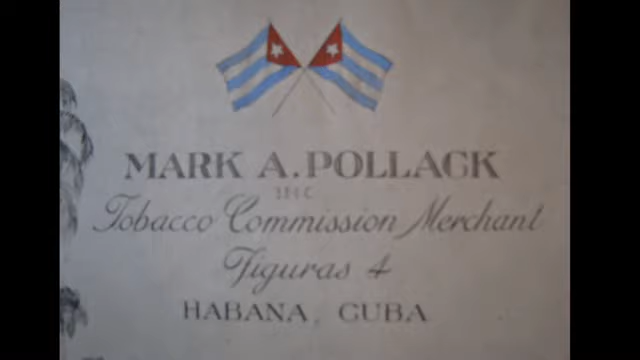 MARK A. POLLACK
Tobacco Commission Merchant
Figuras 4
HABANA, CUBA